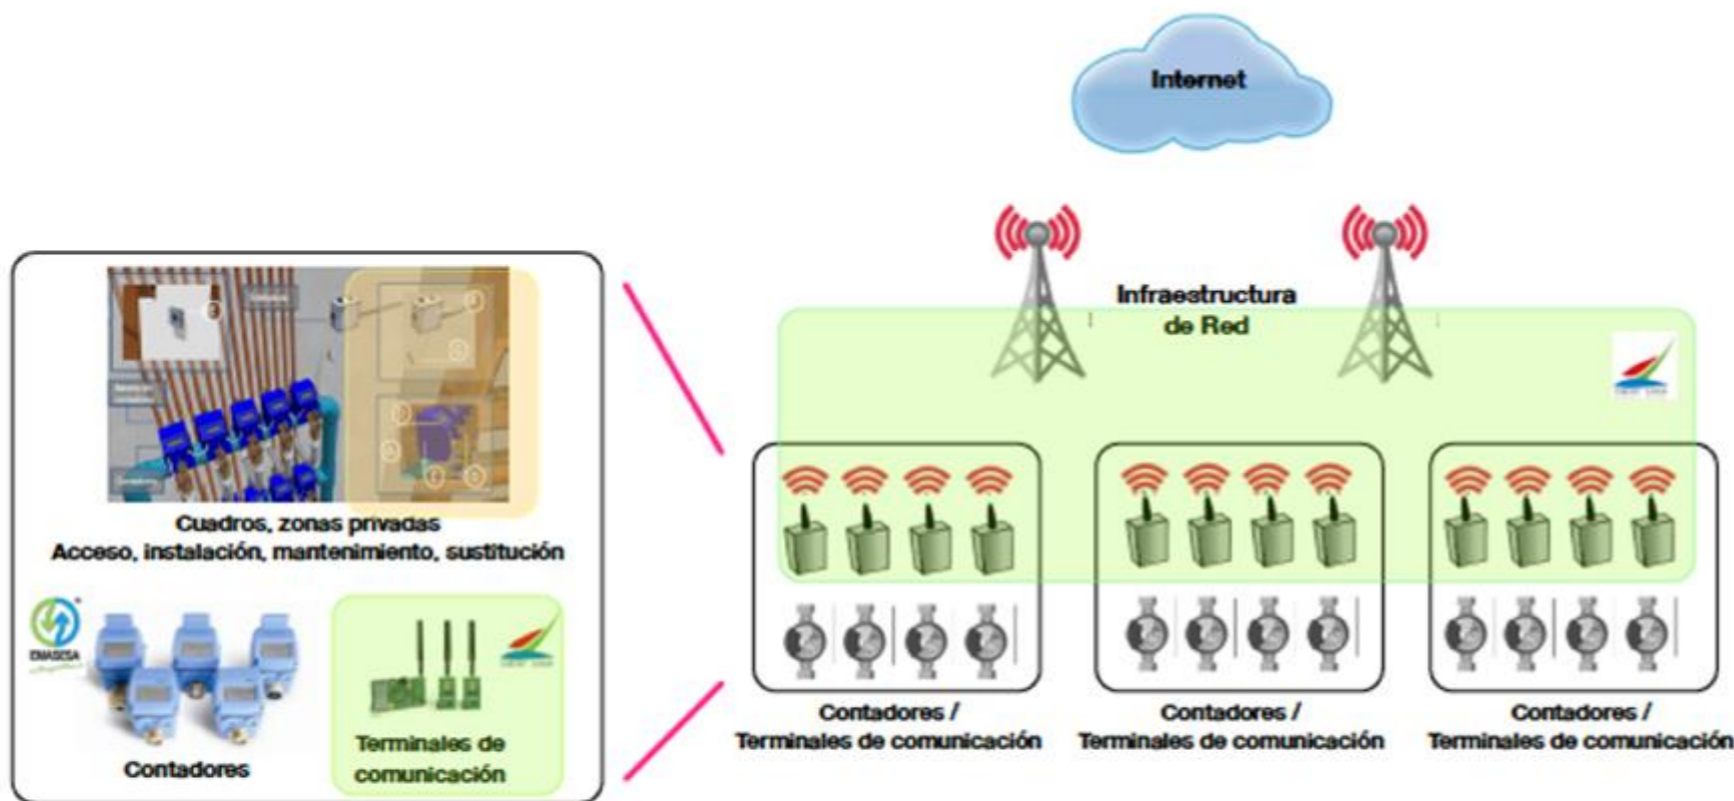 Internet
Infraestructura
de Red
Cuadros, zonas privadas
Acceso, instalación, mantenimiento, sustitución
EMASESA
Contadores
Terminales de
comunicación
Contadores /
Terminales de comunicación
Contadores /
Terminales de comunicación
Contadores /
Terminales de comunicación